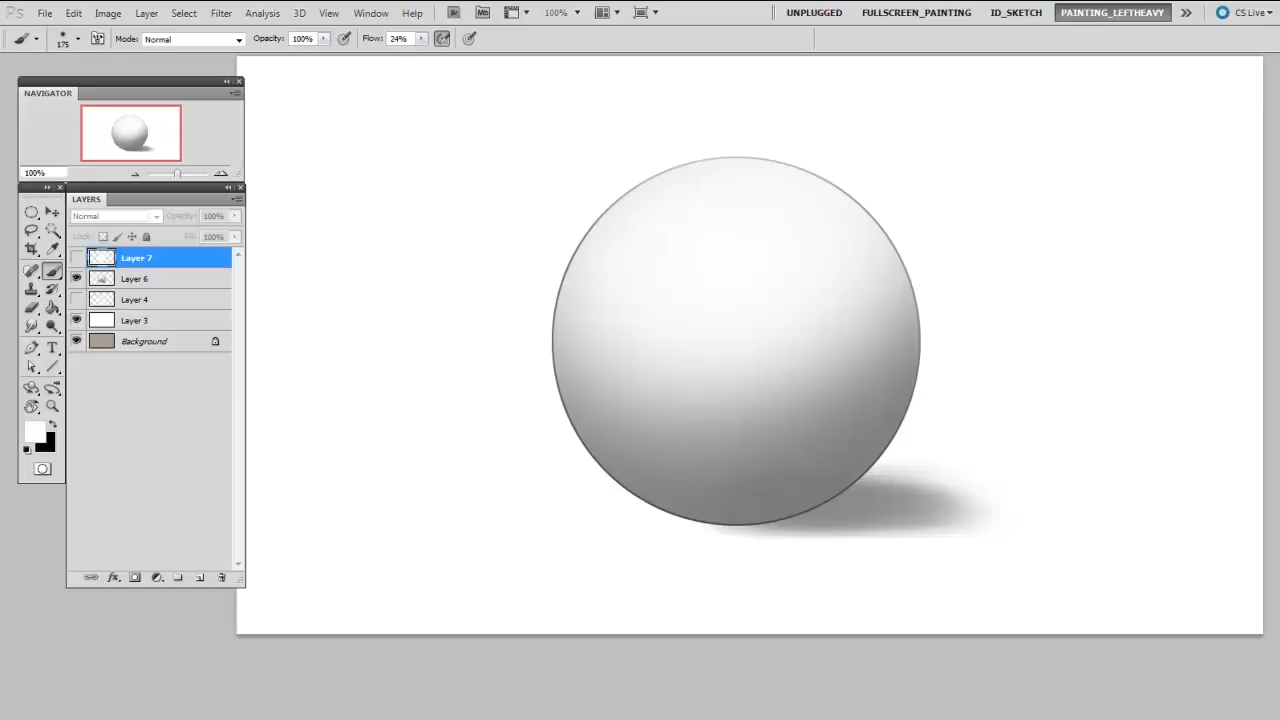 Ps File Edit Image Layer Select Filter Analysis 3D View Window Help Br Mb 100% UNPLUGGED FULLSCREEN_PAINTING ID_SKETCH PAINTING_LEFTHEAVY CS Live
175 Mode: Normal Opacity: 100% Flow: 24%
NAVIGATOR
100%
LAYERS
Normal Opacity: 100%
Lock: Fill: 100%
Layer 7
Layer 6
Layer 4
Layer 3
Background